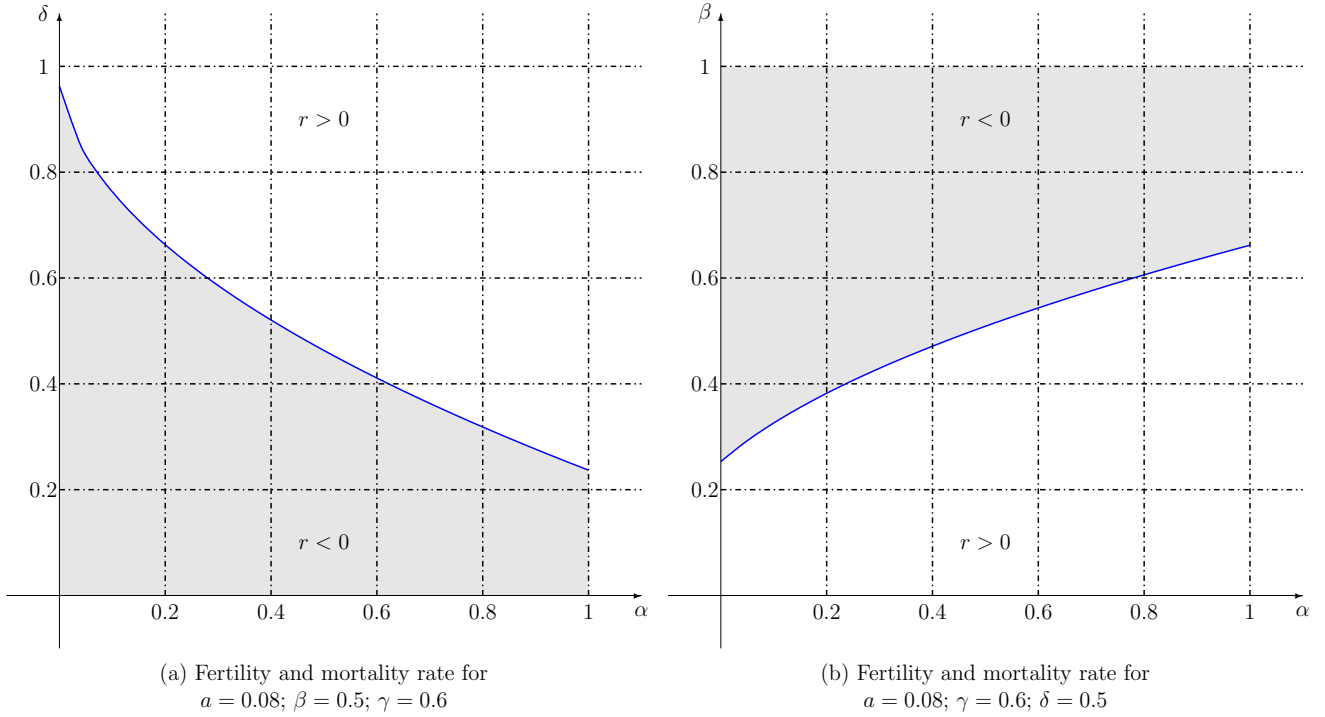 δ
1
0.8
0.6
0.4
0.2
r > 0
r < 0
0.2 0.4 0.6 0.8 1 α
(a) Fertility and mortality rate for
a = 0.08; β = 0.5; γ = 0.6
β
1
0.8
0.6
0.4
0.2
r < 0
r > 0
0.2 0.4 0.6 0.8 1 α
(b) Fertility and mortality rate for
a = 0.08; γ = 0.6; δ = 0.5